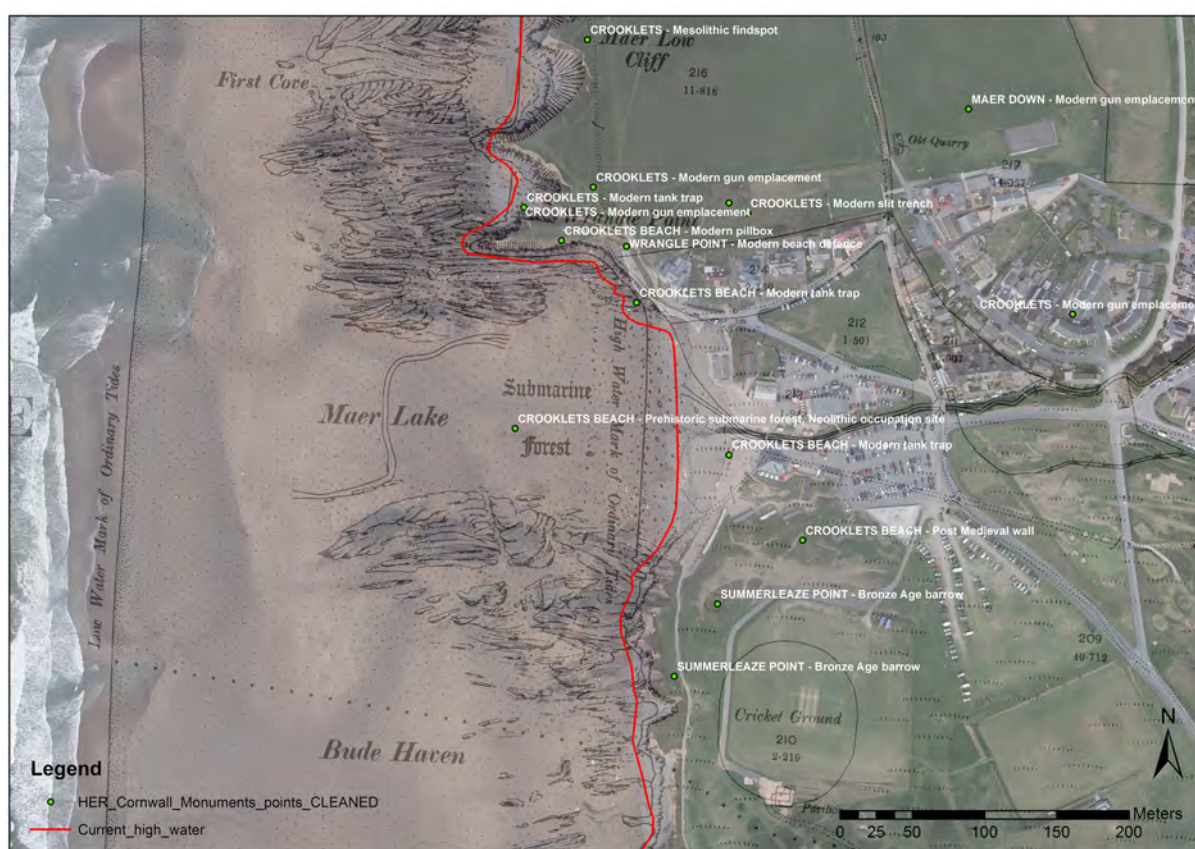 CROOKLETS - Mesolithic findspot
Maer Low
Cliff
First Cove
216
11·818
MAER DOWN - Modern gun emplacement
Old Quarry
217
CROOKLETS - Modern gun emplacement
CROOKLETS - Modern tank trap
CROOKLETS - Modern slit trench
CROOKLETS - Modern gun emplacement
CROOKLETS BEACH - Modern pillbox
WRANGLE POINT - Modern beach defence
214
CROOKLETS BEACH - Modern tank trap
CROOKLETS - Modern gun emplacement
212
1·501
211
High Water Mark of Ordinary Tides
Submarine
Forest
Maer Lake
213
CROOKLETS BEACH - Prehistoric submarine forest, Neolithic occupation site
CROOKLETS BEACH - Modern tank trap
Low Water Mark of Ordinary Tides
CROOKLETS BEACH - Post Medieval wall
SUMMERLEAZE POINT - Bronze Age barrow
209
40·712
SUMMERLEAZE POINT - Bronze Age barrow
Cricket Ground
210
2·219
Bude Haven
N
Legend
HER_Cornwall_Monuments_points_CLEANED
Current_high_water
Meters
0 25 50 100 150 200